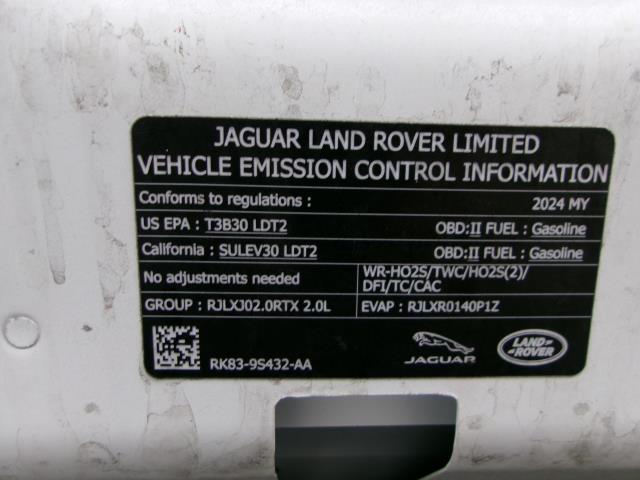 JAGUAR LAND ROVER LIMITED
VEHICLE EMISSION CONTROL INFORMATION
Conforms to regulations : 2024 MY
US EPA : T3B30 LDT2 OBD:II FUEL : Gasoline
California : SULEV30 LDT2 OBD:II FUEL : Gasoline
No adjustments needed
WR-HO2S/TWC/HO2S(2)/
DFI/TC/CAC
GROUP : RJLXJ02.0RTX 2.0L EVAP : RJLXR0140P1Z
RK83-9S432-AA
JAGUAR
LAND
ROVER